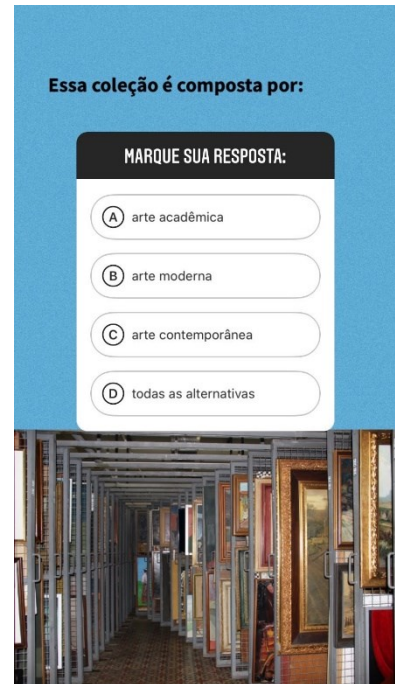 Essa coleção é composta por:
MARQUE SUA RESPOSTA:
A arte acadêmica
B arte moderna
C arte contemporânea
D todas as alternativas